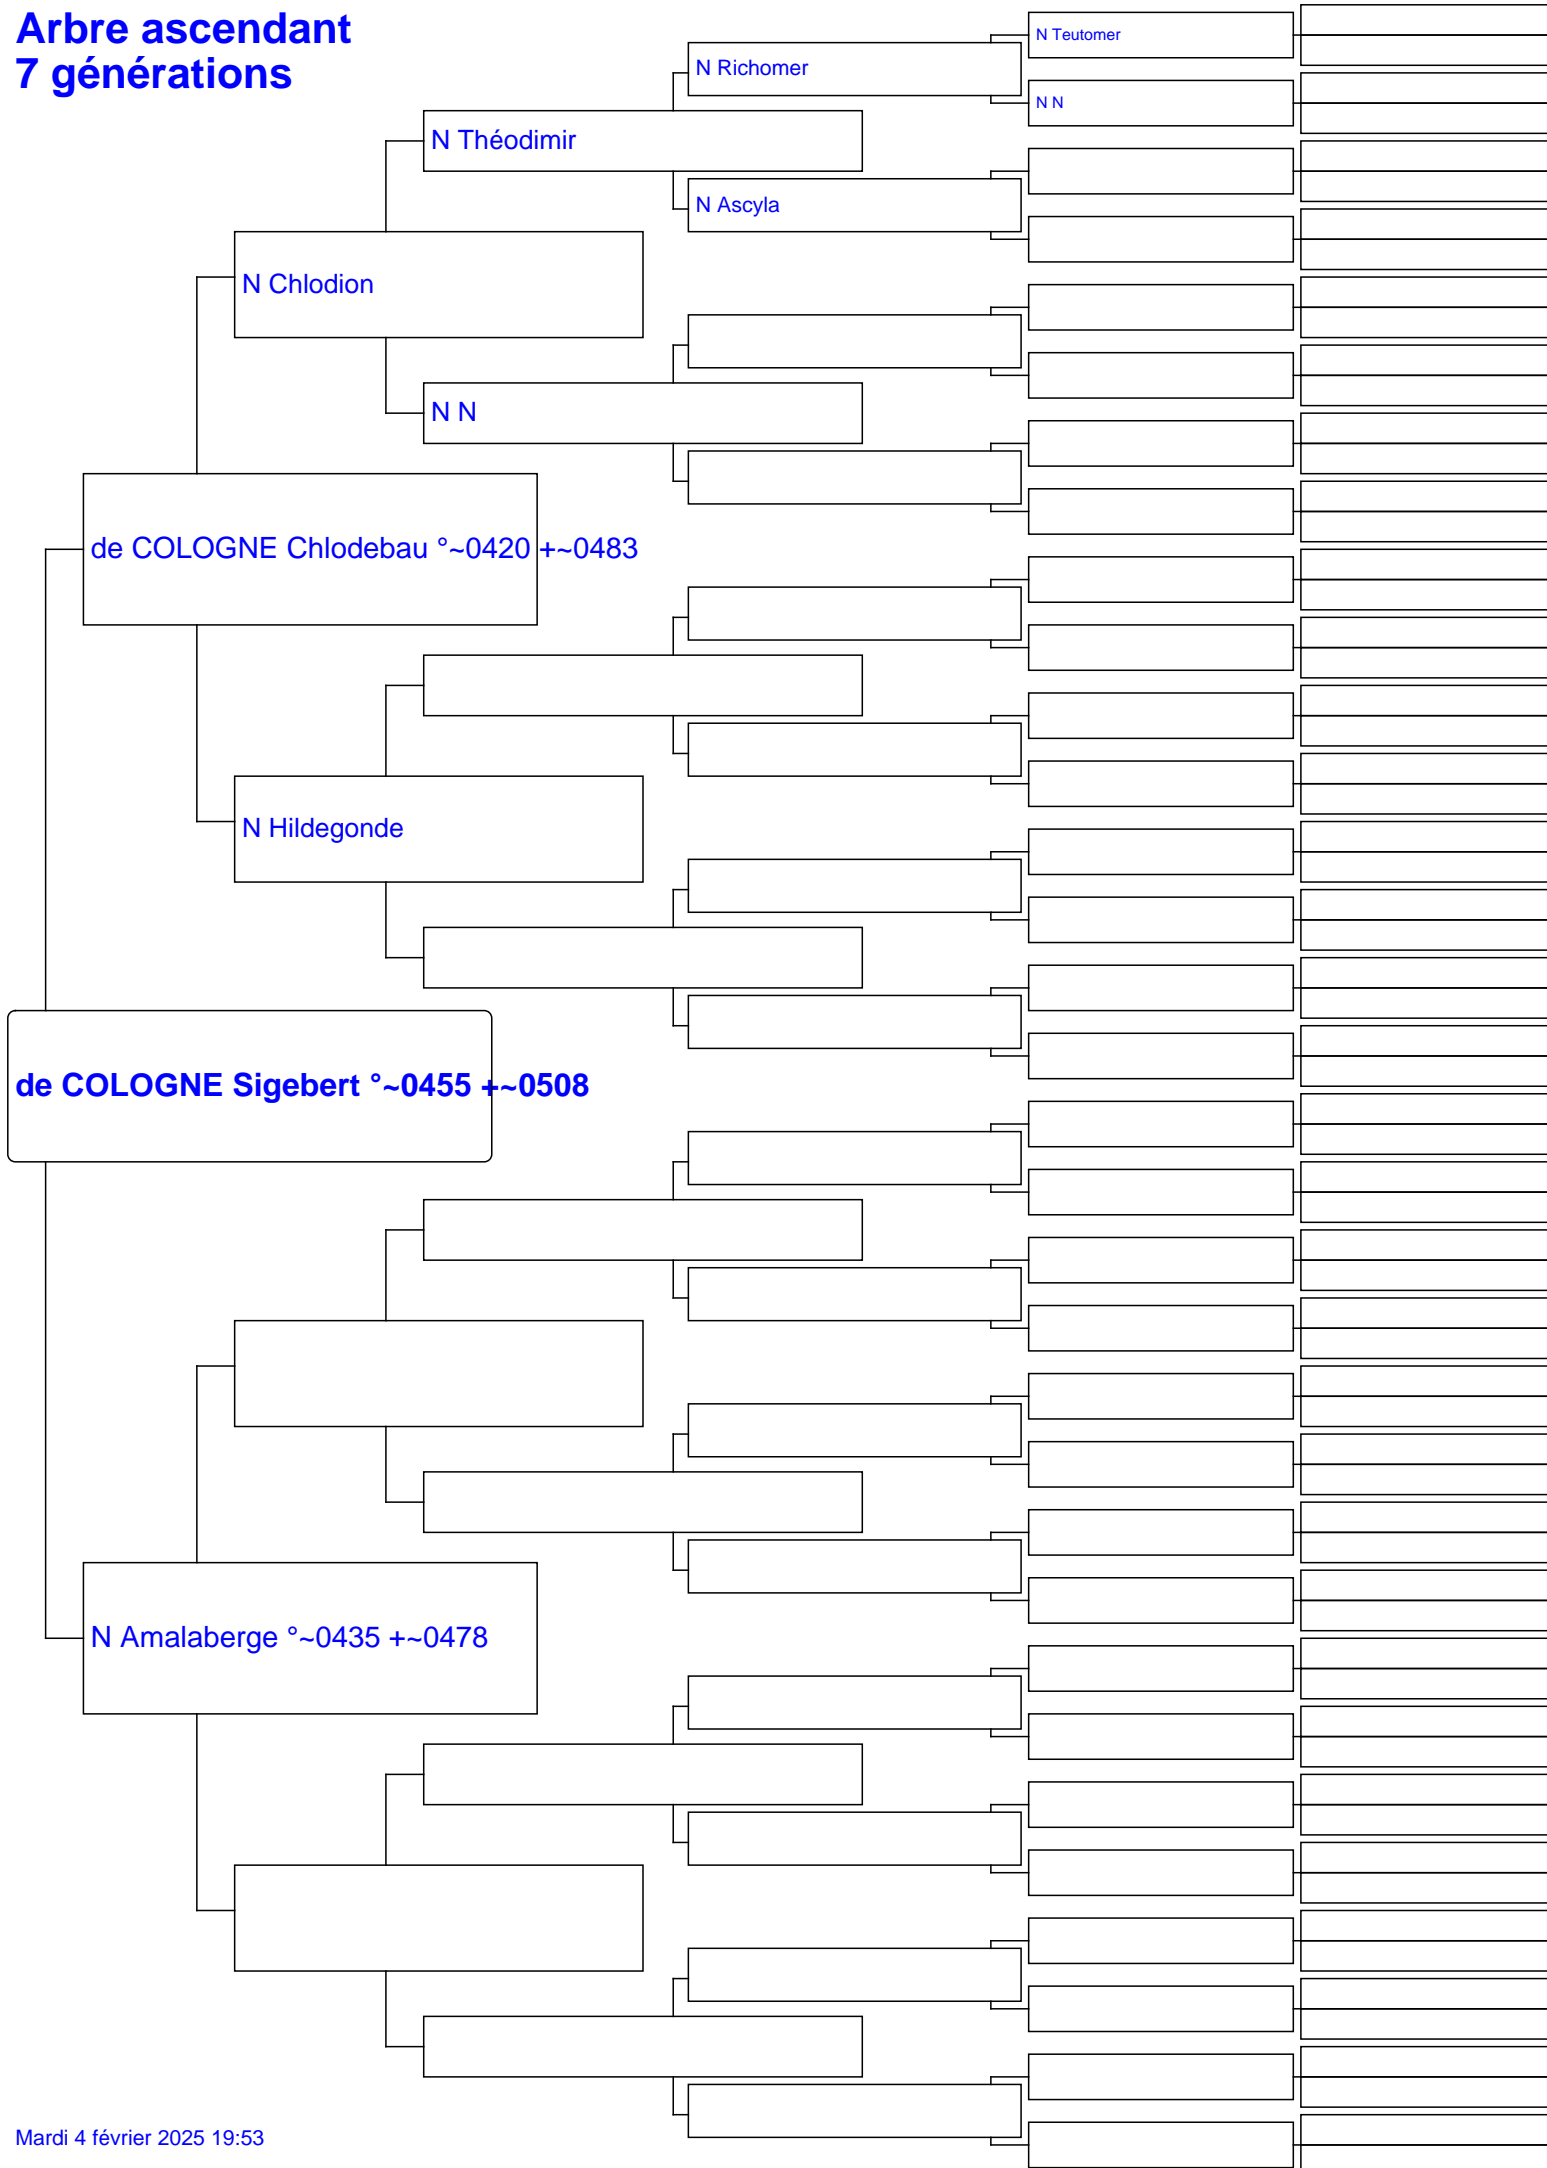 Arbre ascendant
7 générations
N Teutomer
N Richomer
N N
N Théodimir
N Ascyla
N Chlodion
N N
de COLOGNE Chlodebau °~0420 +~0483
N Hildegonde
de COLOGNE Sigebert °~0455 +~0508
N Amalaberge °~0435 +~0478
Mardi 4 février 2025 19:53